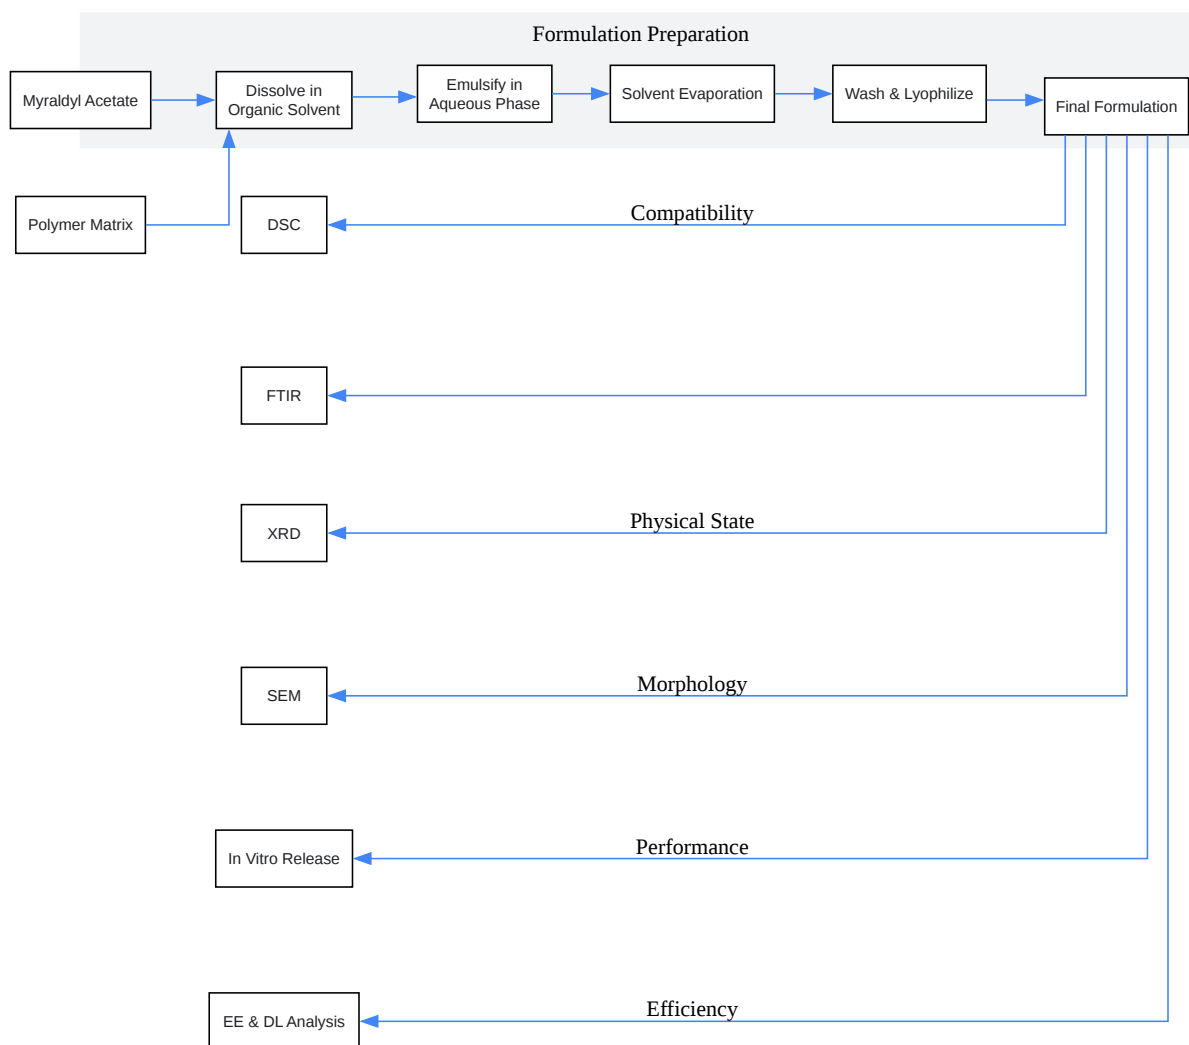 Formulation Preparation
Myraldyl Acetate
Dissolve in
Organic Solvent
Emulsify in
Aqueous Phase
Solvent Evaporation
Wash & Lyophilize
Final Formulation
Polymer Matrix
DSC
Compatibility
FTIR
XRD
Physical State
SEM
Morphology
In Vitro Release
Performance
EE & DL Analysis
Efficiency